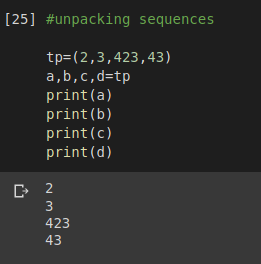 [25] #unpacking sequences
tp=(2,3,423,43)
a,b,c,d=tp
print(a)
print(b)
print(c)
print(d)
2
3
423
43